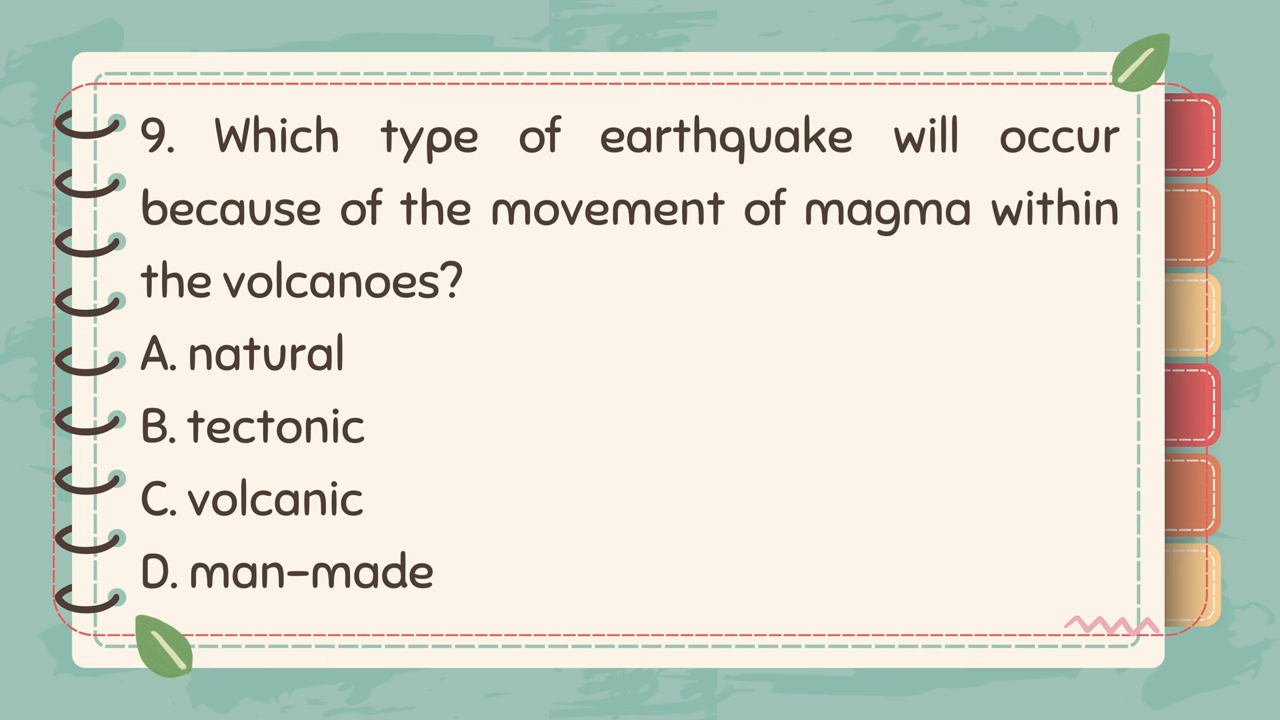 9. Which type of earthquake will occur
because of the movement of magma within
the volcanoes?
A. natural
B. tectonic
C. volcanic
D. man-made